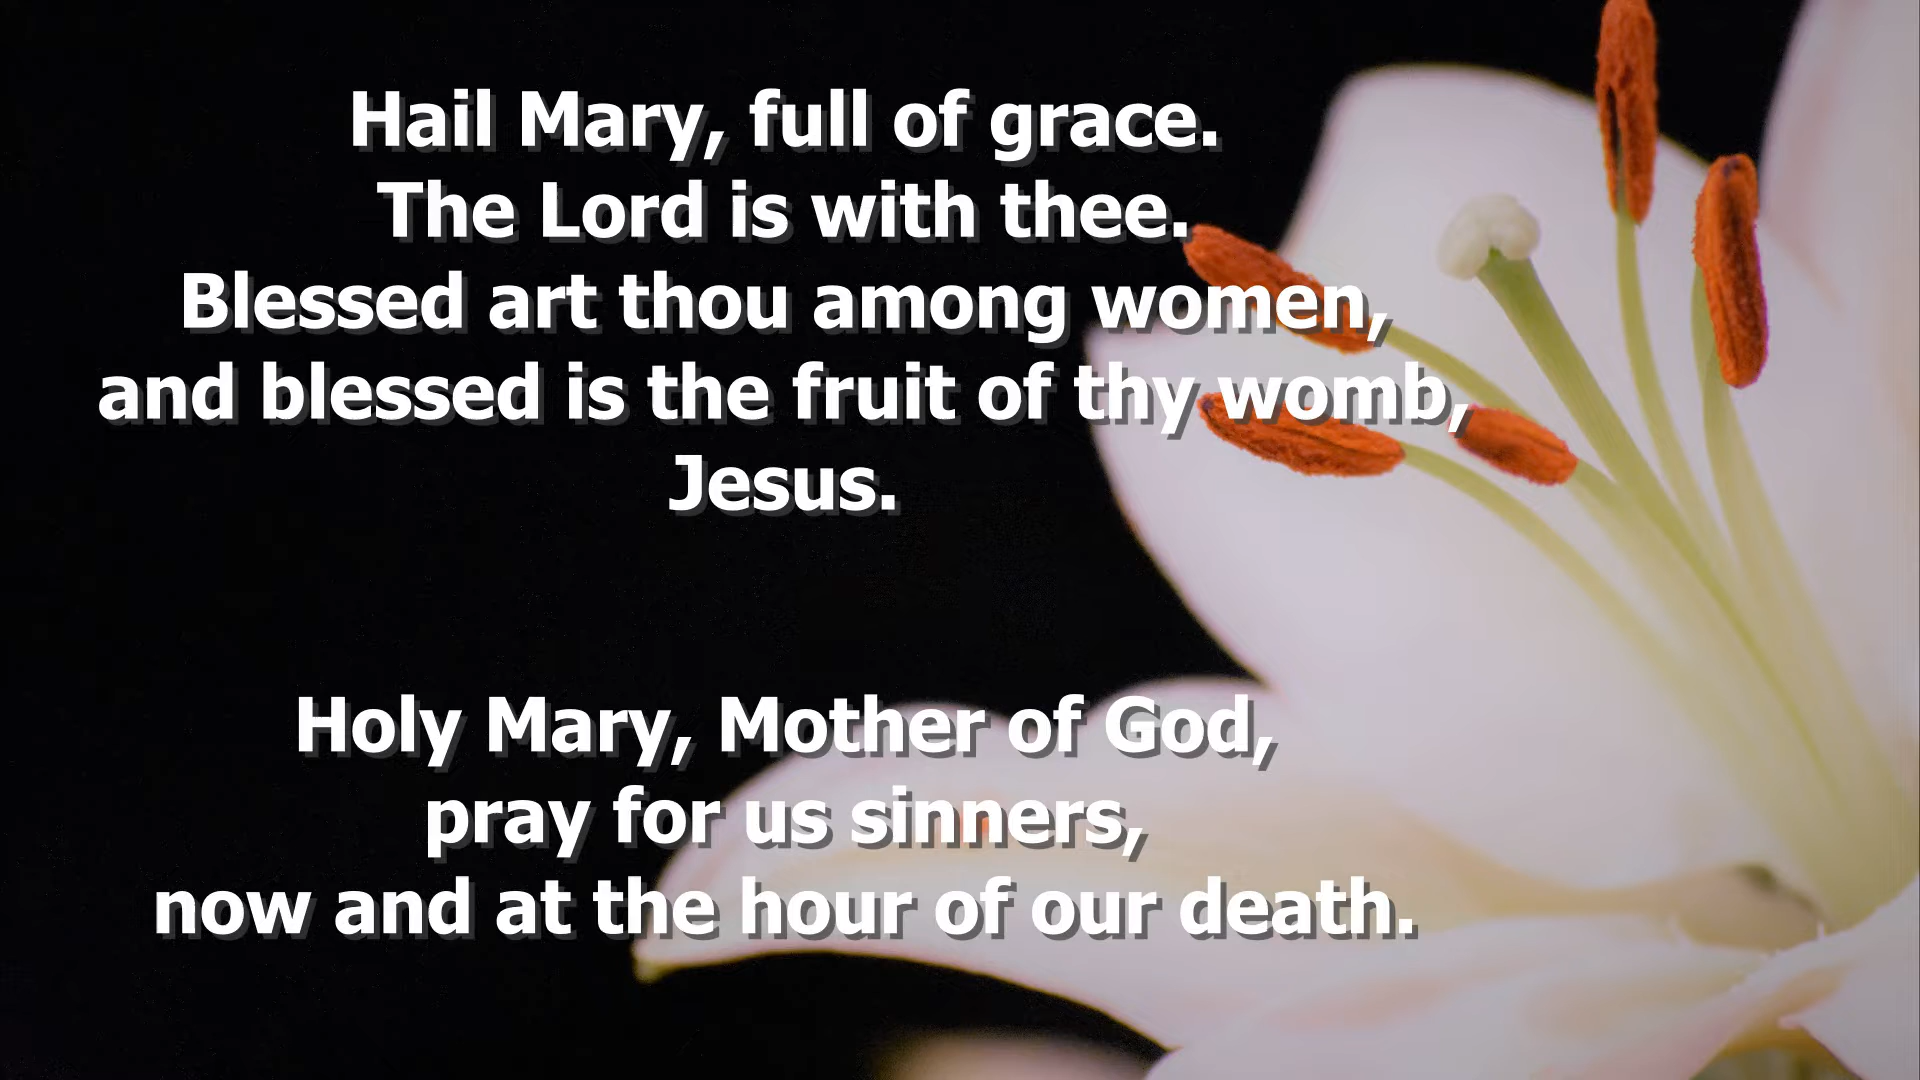 Hail Mary, full of grace.
The Lord is with thee.
Blessed art thou among women,
and blessed is the fruit of thy womb,
Jesus.
Holy Mary, Mother of God,
pray for us sinners,
now and at the hour of our death.